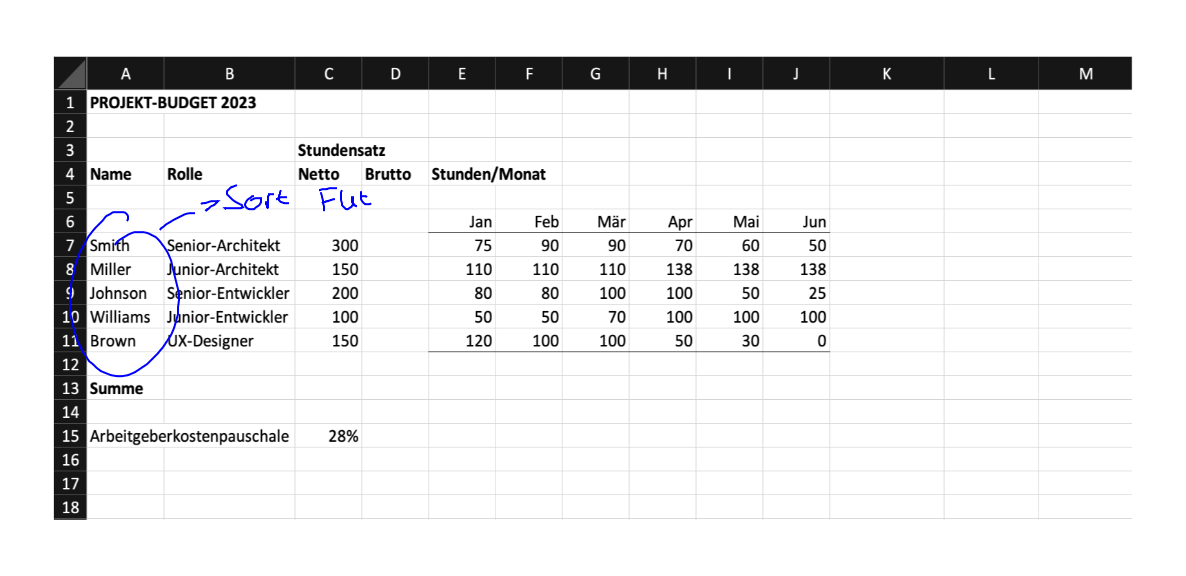 A B C D E F G H I J K L M
1 PROJEKT-BUDGET 2023
2
3 Stundensatz
4 Name Rolle Netto Brutto Stunden/Monat
5 → Sort
6 Jan Feb Mär Apr Mai Jun
7 Smith Senior-Architekt 300 75 90 90 70 60 50
8 Miller Junior-Architekt 150 110 110 110 138 138 138
9 Johnson Senior-Entwickler 200 80 80 100 100 50 25
10 Williams Junior-Entwickler 100 50 50 70 100 100 100
11 Brown UX-Designer 150 120 100 100 50 30 0
12
13 Summe
14
15 Arbeitgeberkostenpauschale 28%
16
17
18